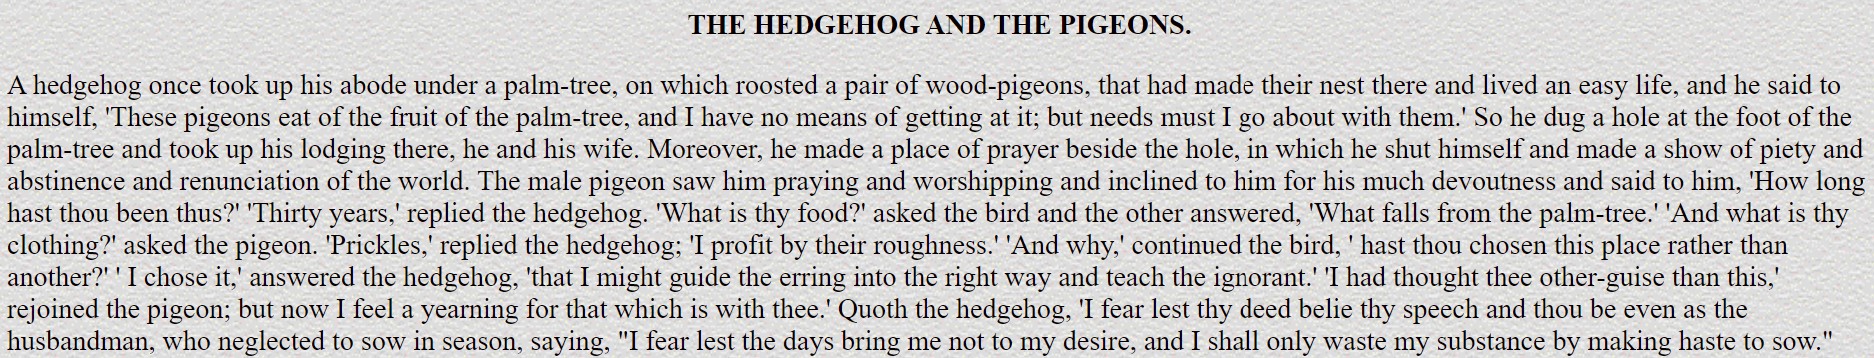 THE HEDGEHOG AND THE PIGEONS.
A hedgehog once took up his abode under a palm-tree, on which roosted a pair of wood-pigeons, that had made their nest there and lived an easy life, and he said to
himself, 'These pigeons eat of the fruit of the palm-tree, and I have no means of getting at it; but needs must I go about with them.' So he dug a hole at the foot of the
palm-tree and took up his lodging there, he and his wife. Moreover, he made a place of prayer beside the hole, in which he shut himself and made a show of piety and
abstinence and renunciation of the world. The male pigeon saw him praying and worshipping and inclined to him for his much devoutness and said to him, 'How long
hast thou been thus?' 'Thirty years,' replied the hedgehog. 'What is thy food?' asked the bird and the other answered, 'What falls from the palm-tree.' 'And what is thy
clothing?' asked the pigeon. 'Prickles,' replied the hedgehog; 'I profit by their roughness.' 'And why,' continued the bird, ' hast thou chosen this place rather than
another?' ' I chose it,' answered the hedgehog, 'that I might guide the erring into the right way and teach the ignorant.' 'I had thought thee other-guise than this,'
rejoined the pigeon; but now I feel a yearning for that which is with thee.' Quoth the hedgehog, 'I fear lest thy deed belie thy speech and thou be even as the
husbandman, who neglected to sow in season, saying, "I fear lest the days bring me not to my desire, and I shall only waste my substance by making haste to sow."